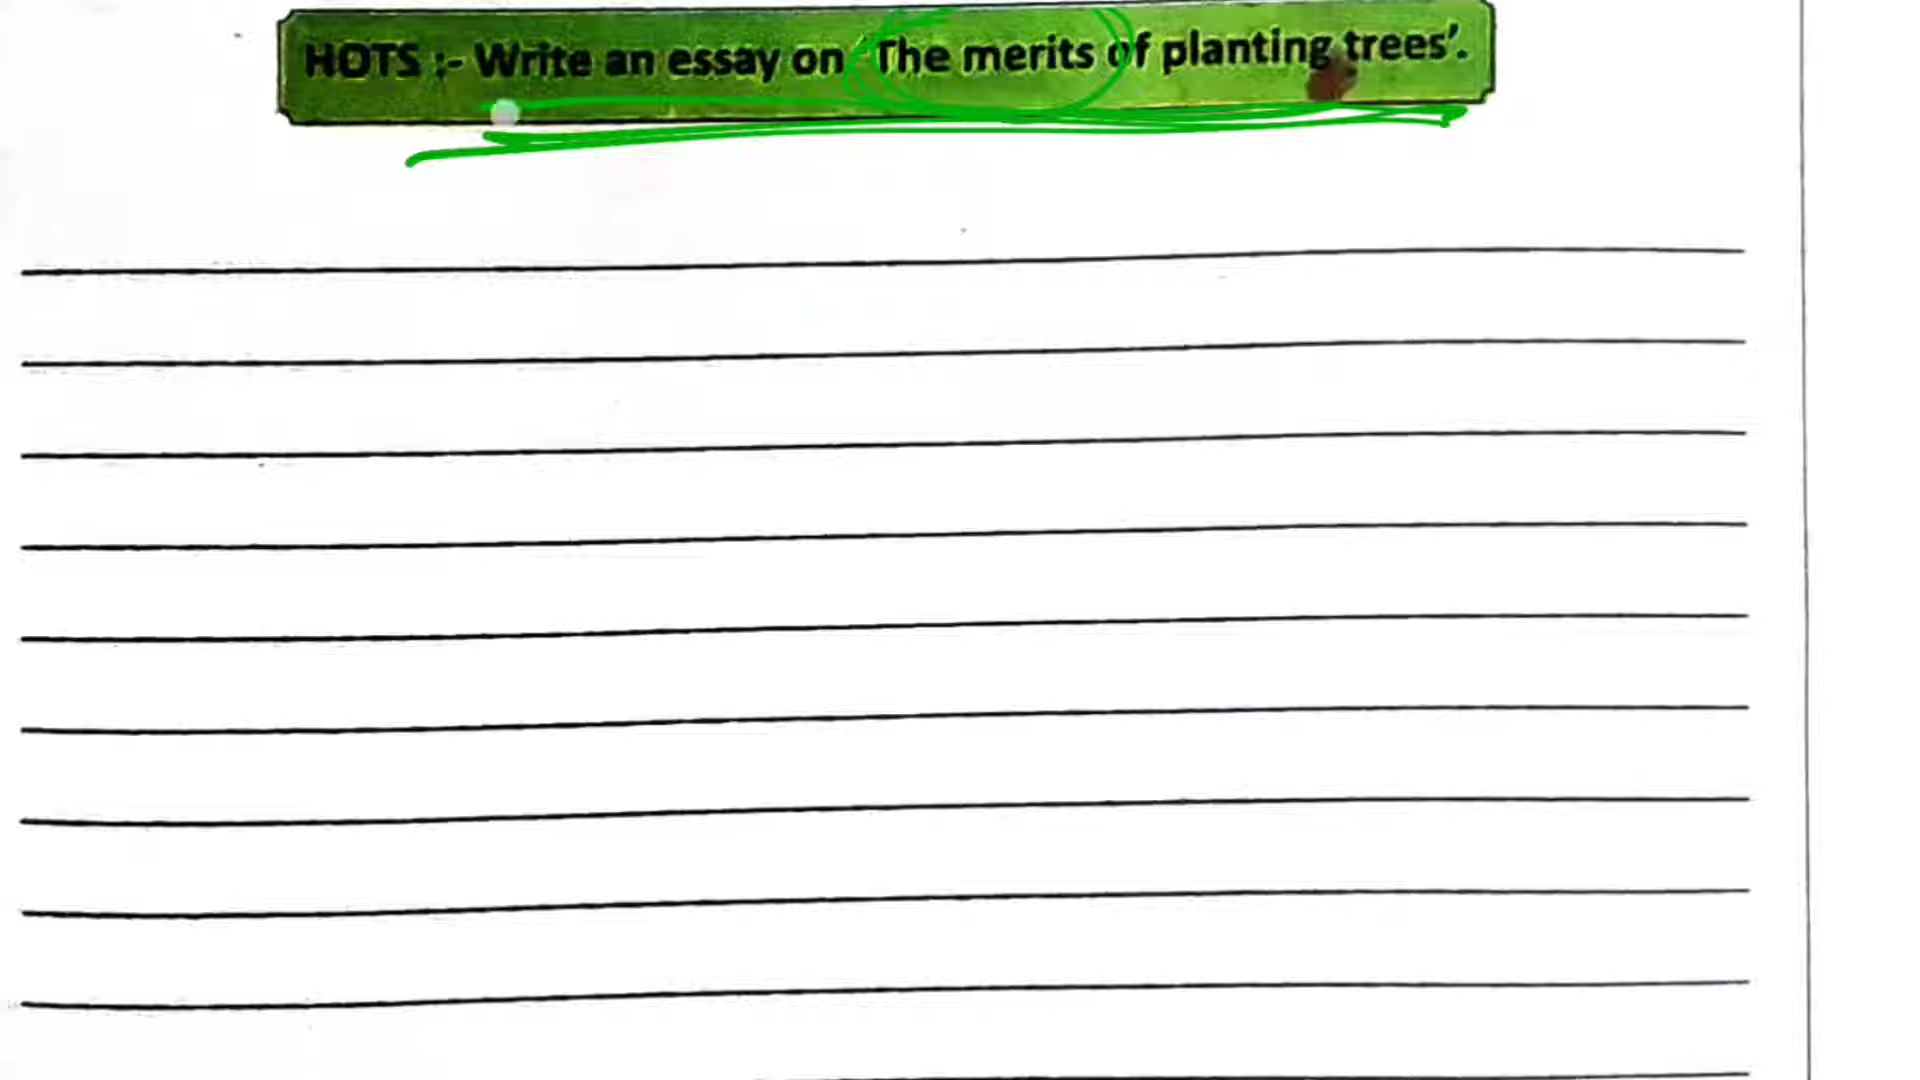 HOTS :- Write an essay on 'The merits of planting trees'.